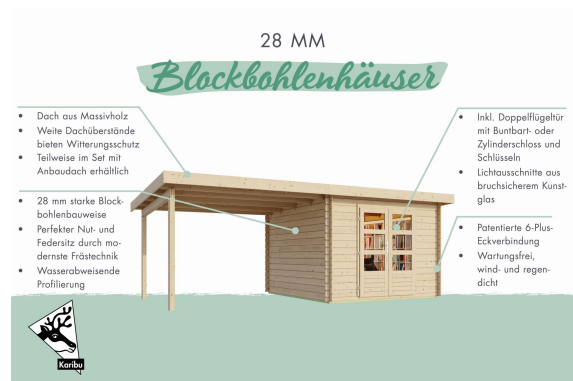 28 MM
Blockbohlenhäuser
• Dach aus Massivholz
• Weite Dachüberstände
bieten Witterungsschutz
• Teilweise im Set mit
Anbaudach erhältlich
• 28 mm starke Block-
bohlenbauweise
• Perfekter Nut- und
Federsitz durch mo-
dernste Frästechnik
• Wasserabweisende
Profilierung
• Inkl. Doppelflügeltür
mit Buntbart- oder
Zylinderschloss und
Schlüsseln
• Lichtausschnitte aus
bruchsicherem Kunst-
glas
• Patentierte 6-Plus-
Eckverbindung
• Wartungsfrei,
wind- und regen-
dicht
Karibu